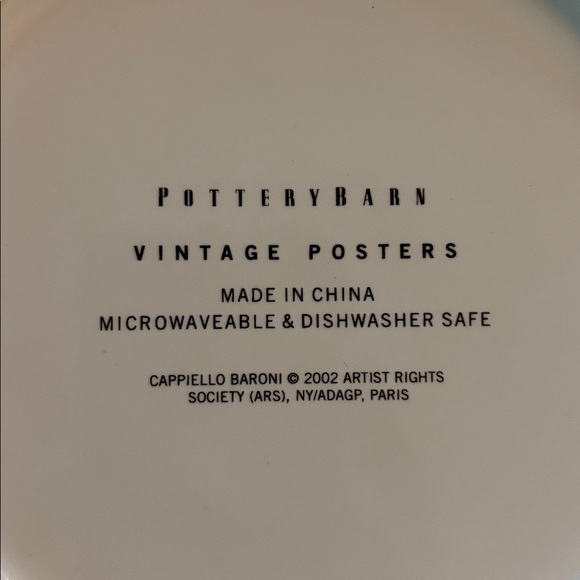 POTTERYBARN
VINTAGE POSTERS
MADE IN CHINA
MICROWAVEABLE & DISHWASHER SAFE
CAPPIELLO BARONI © 2002 ARTIST RIGHTS
SOCIETY (ARS), NY/ADAGP, PARIS